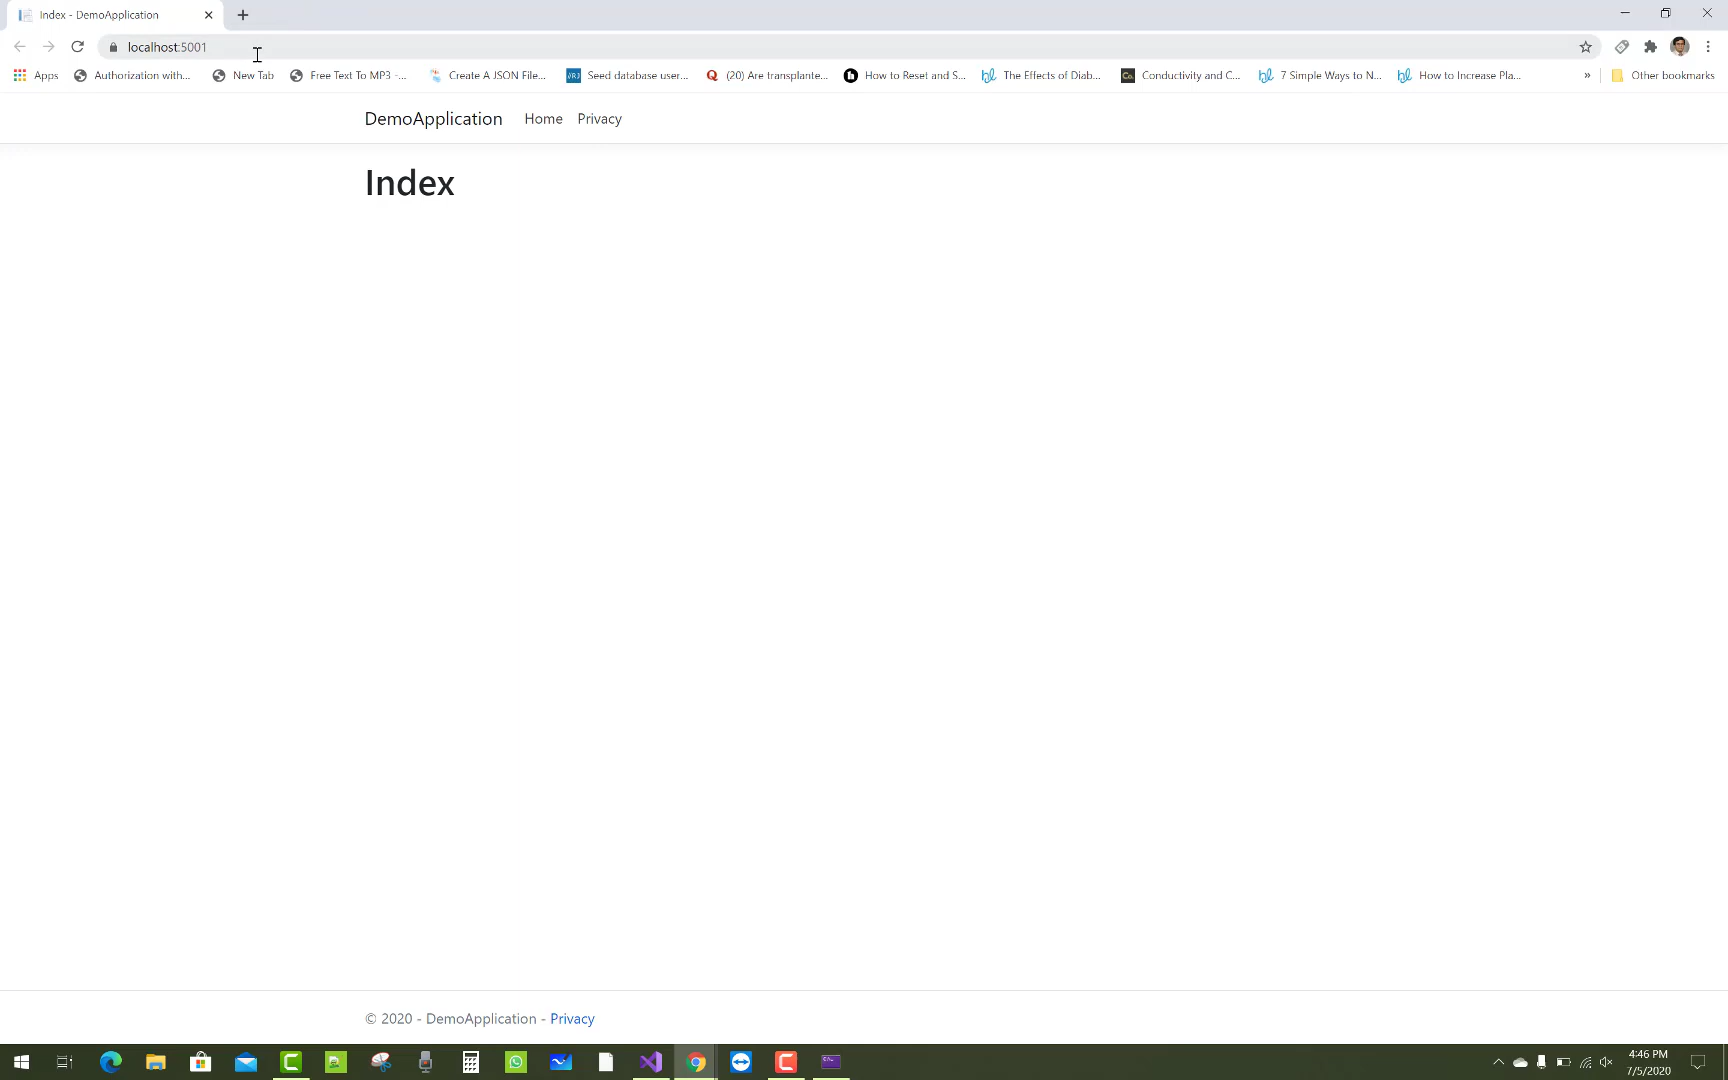 Index - DemoApplication
localhost:5001
Apps Authorization with... New Tab Free Text To MP3 -... Create A JSON File... Seed database user... (20) Are transplante... How to Reset and S... The Effects of Diab... Conductivity and C... 7 Simple Ways to N... How to Increase Pla... » Other bookmarks
DemoApplication Home Privacy
Index
© 2020 - DemoApplication - Privacy
4:46 PM
7/5/2020